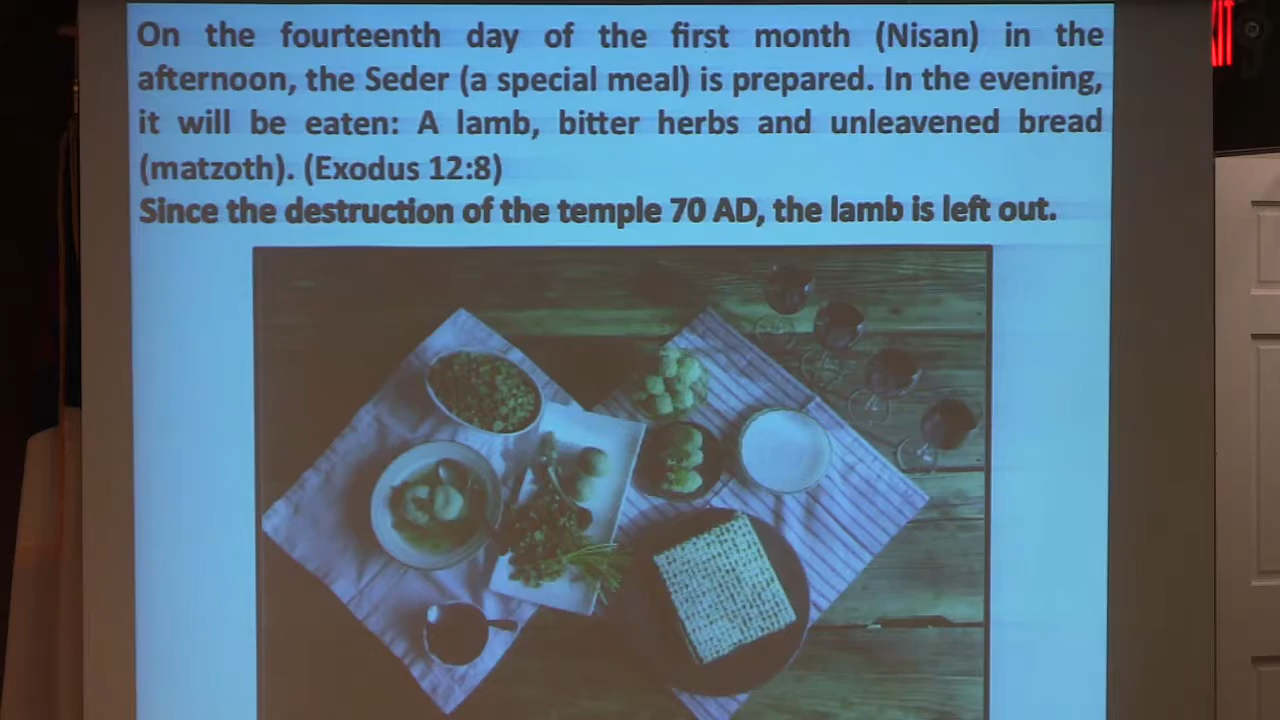 On the fourteenth day of the first month (Nisan) in the
afternoon, the Seder (a special meal) is prepared. In the evening,
it will be eaten: A lamb, bitter herbs and unleavened bread
(matzoth). (Exodus 12:8)
Since the destruction of the temple 70 AD, the lamb is left out.
IT